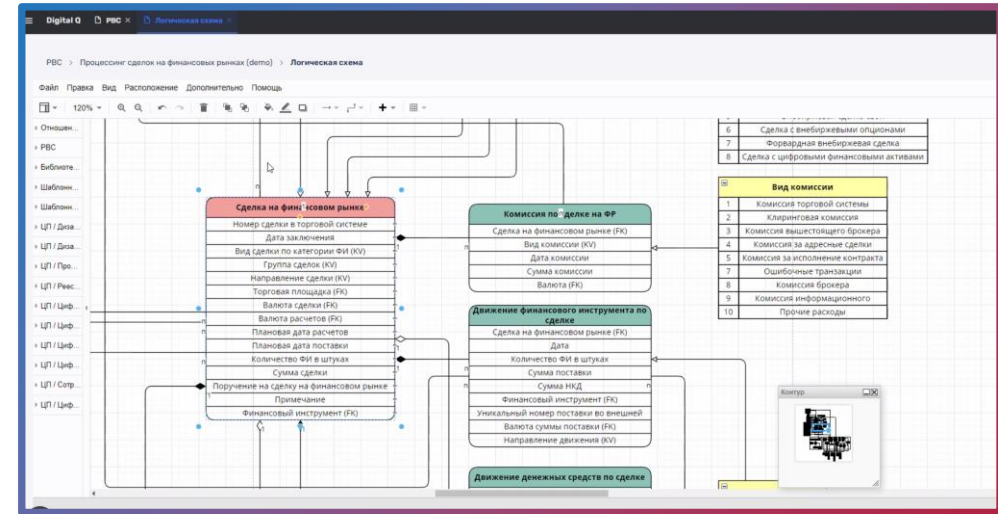 Digital Q
РВС ×
Логическая схема ×
РВС > Процессинг сделок на финансовых рынках (demo) > Логическая схема
Файл Правка Вид Расположение Дополнительно Помощь
120%
Отношен...
РВС
Библиоте...
Шаблонн...
Шаблонн...
ЦП / Диза...
ЦП / Диза...
ЦП / Про...
ЦП / Реес...
ЦП / Циф...
ЦП / Циф...
ЦП / Циф...
ЦП / Циф...
ЦП / Сотр...
ЦП / Циф...
Сделка на финансовом рынке
Номер сделки в торговой системе
Дата заключения
Вид сделки по категории ФИ (KV)
Группа сделок (KV)
Направление сделки (KV)
Торговая площадка (FK)
Валюта сделки (FK)
Валюта расчетов (FK)
Плановая дата расчетов
Плановая дата поставки
Количество ФИ в штуках
Сумма сделки
Поручение на сделку на финансовом рынке
Примечание
Финансовый инструмент (FK)
Комиссия по сделке на ФР
Сделка на финансовом рынке (FK)
Вид комиссии (KV)
Дата комиссии
Сумма комиссии
Валюта (FK)
Движение финансового инструмента по
сделке
Сделка на финансовом рынке (FK)
Дата
Количество ФИ в штуках
Сумма поставки
Сумма НКД
Финансовый инструмент (FK)
Уникальный номер поставки во внешней
Валюта суммы поставки (FK)
Направление движения (KV)
Движение денежных средств по сделке
6 Сделка с внебиржевыми опционами
7 Форвардная внебиржевая сделка
8 Сделка с цифровыми финансовыми активами
Вид комиссии
1 Комиссия торговой системы
2 Клиринговая комиссия
3 Комиссия вышестоящего брокера
4 Комиссия за адресные сделки
5 Комиссия за исполнение контракта
7 Ошибочные транзакции
8 Комиссия брокера
9 Комиссия информационного
10 Прочие расходы
Контур